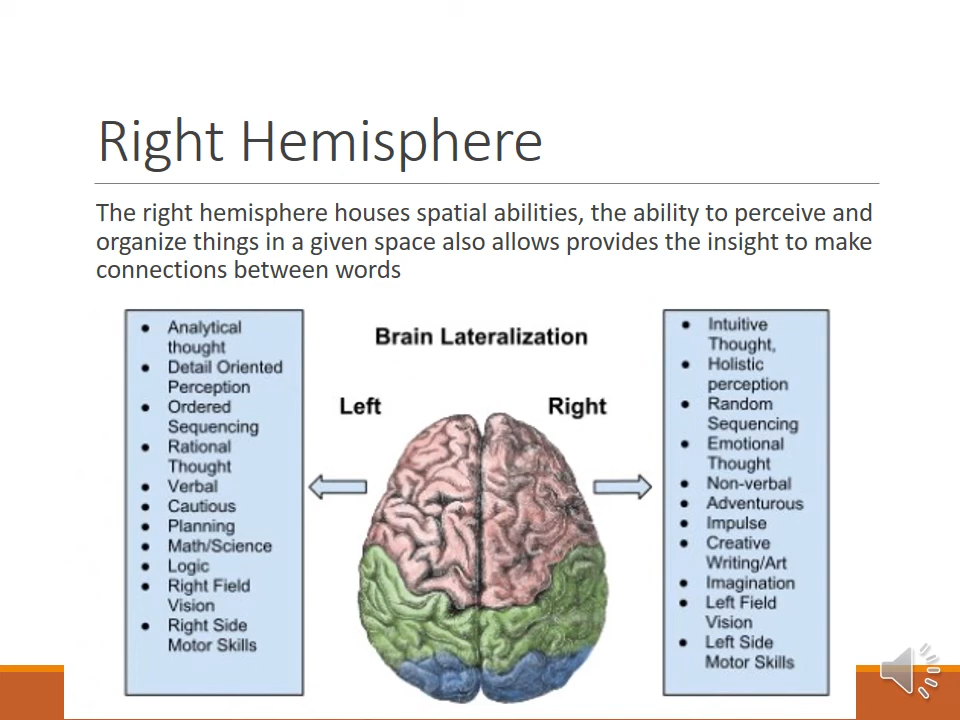 Right Hemisphere
The right hemisphere houses spatial abilities, the ability to perceive and
organize things in a given space also allows provides the insight to make
connections between words
Brain Lateralization
Left
Right
● Analytical
thought
● Detail Oriented
Perception
● Ordered
Sequencing
● Rational
Thought
● Verbal
● Cautious
● Planning
● Math/Science
● Logic
● Right Field
Vision
● Right Side
Motor Skills
● Intuitive
Thought,
● Holistic
perception
● Random
Sequencing
● Emotional
Thought
● Non-verbal
● Adventurous
● Impulse
● Creative
Writing/Art
● Imagination
● Left Field
Vision
● Left Side
Motor Skills